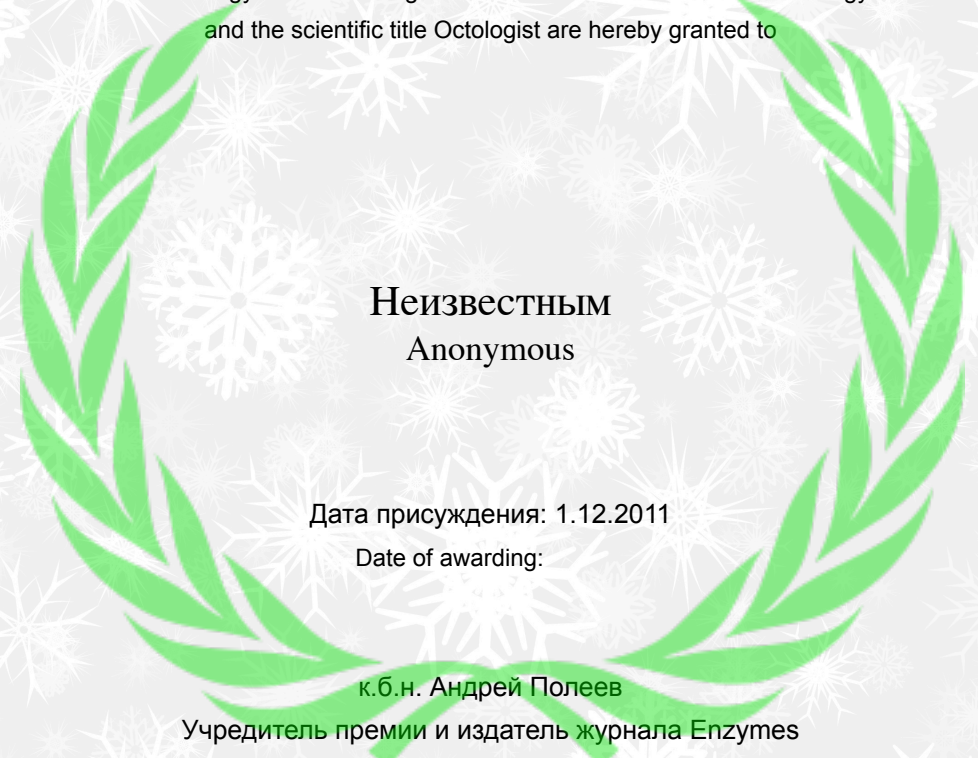 and the scientific title Octologist are hereby granted to
Неизвестным
Anonymous
Дата присуждения: 1.12.2011
Date of awarding:
к.б.н. Андрей Полеев
Учредитель премии и издатель журнала Enzymes